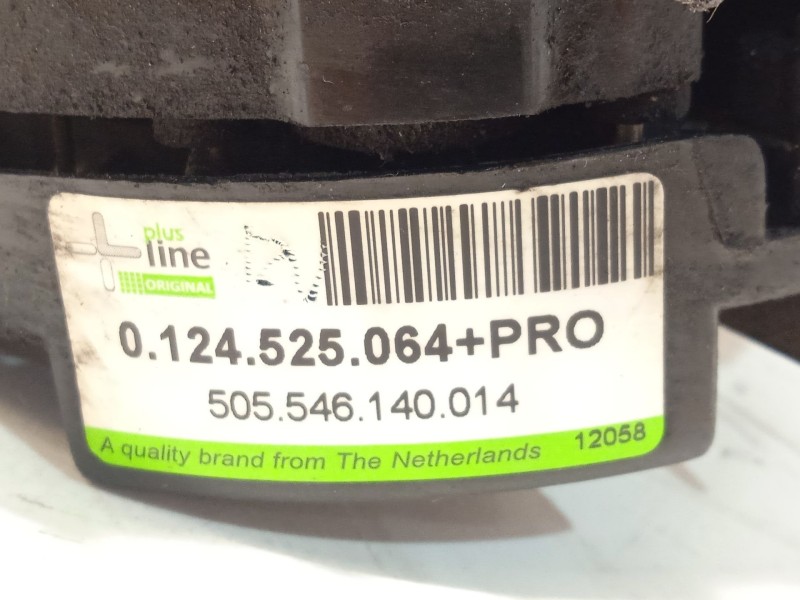 plus
line
ORIGINAL
0.124.525.064+PRO
505.546.140.014
A quality brand from The Netherlands 12058